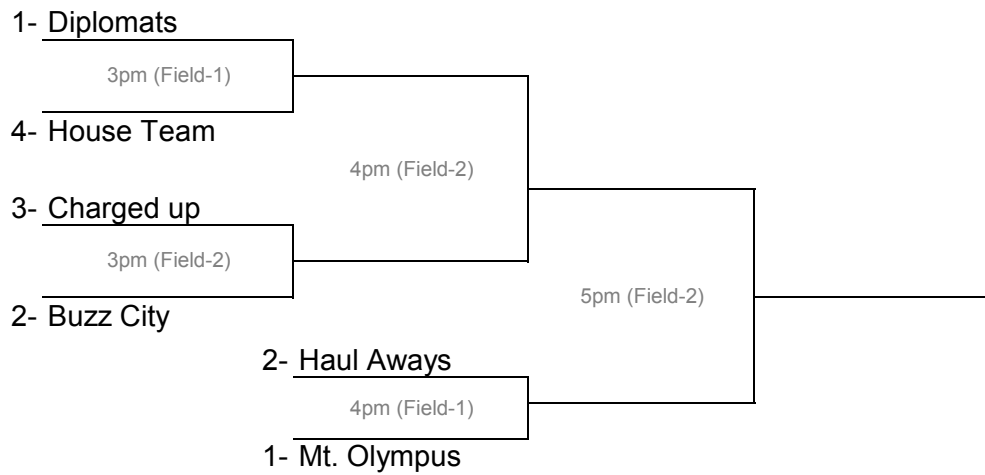 1- Diplomats
3pm (Field-1)
4- House Team
4pm (Field-2)
3- Charged up
3pm (Field-2)
2- Buzz City
5pm (Field-2)
2- Haul Aways
4pm (Field-1)
1- Mt. Olympus